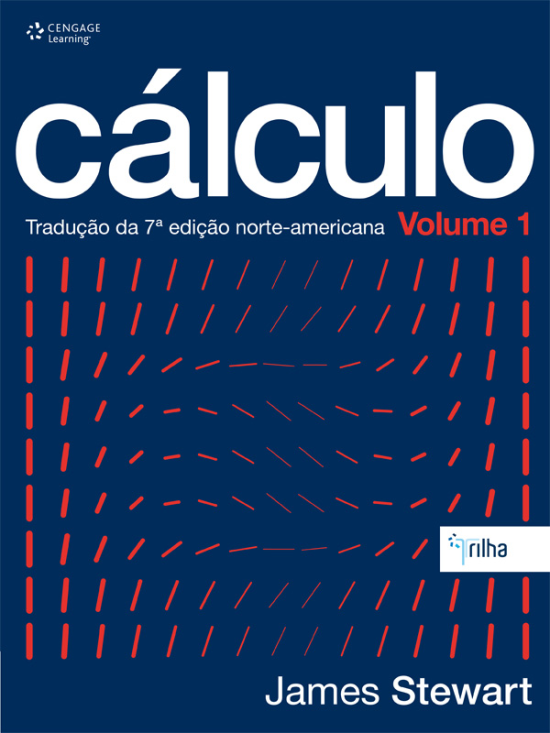 CENGAGE
Learning®
cálculo
Tradução da 7ª edição norte-americana Volume 1
Trilha
James Stewart